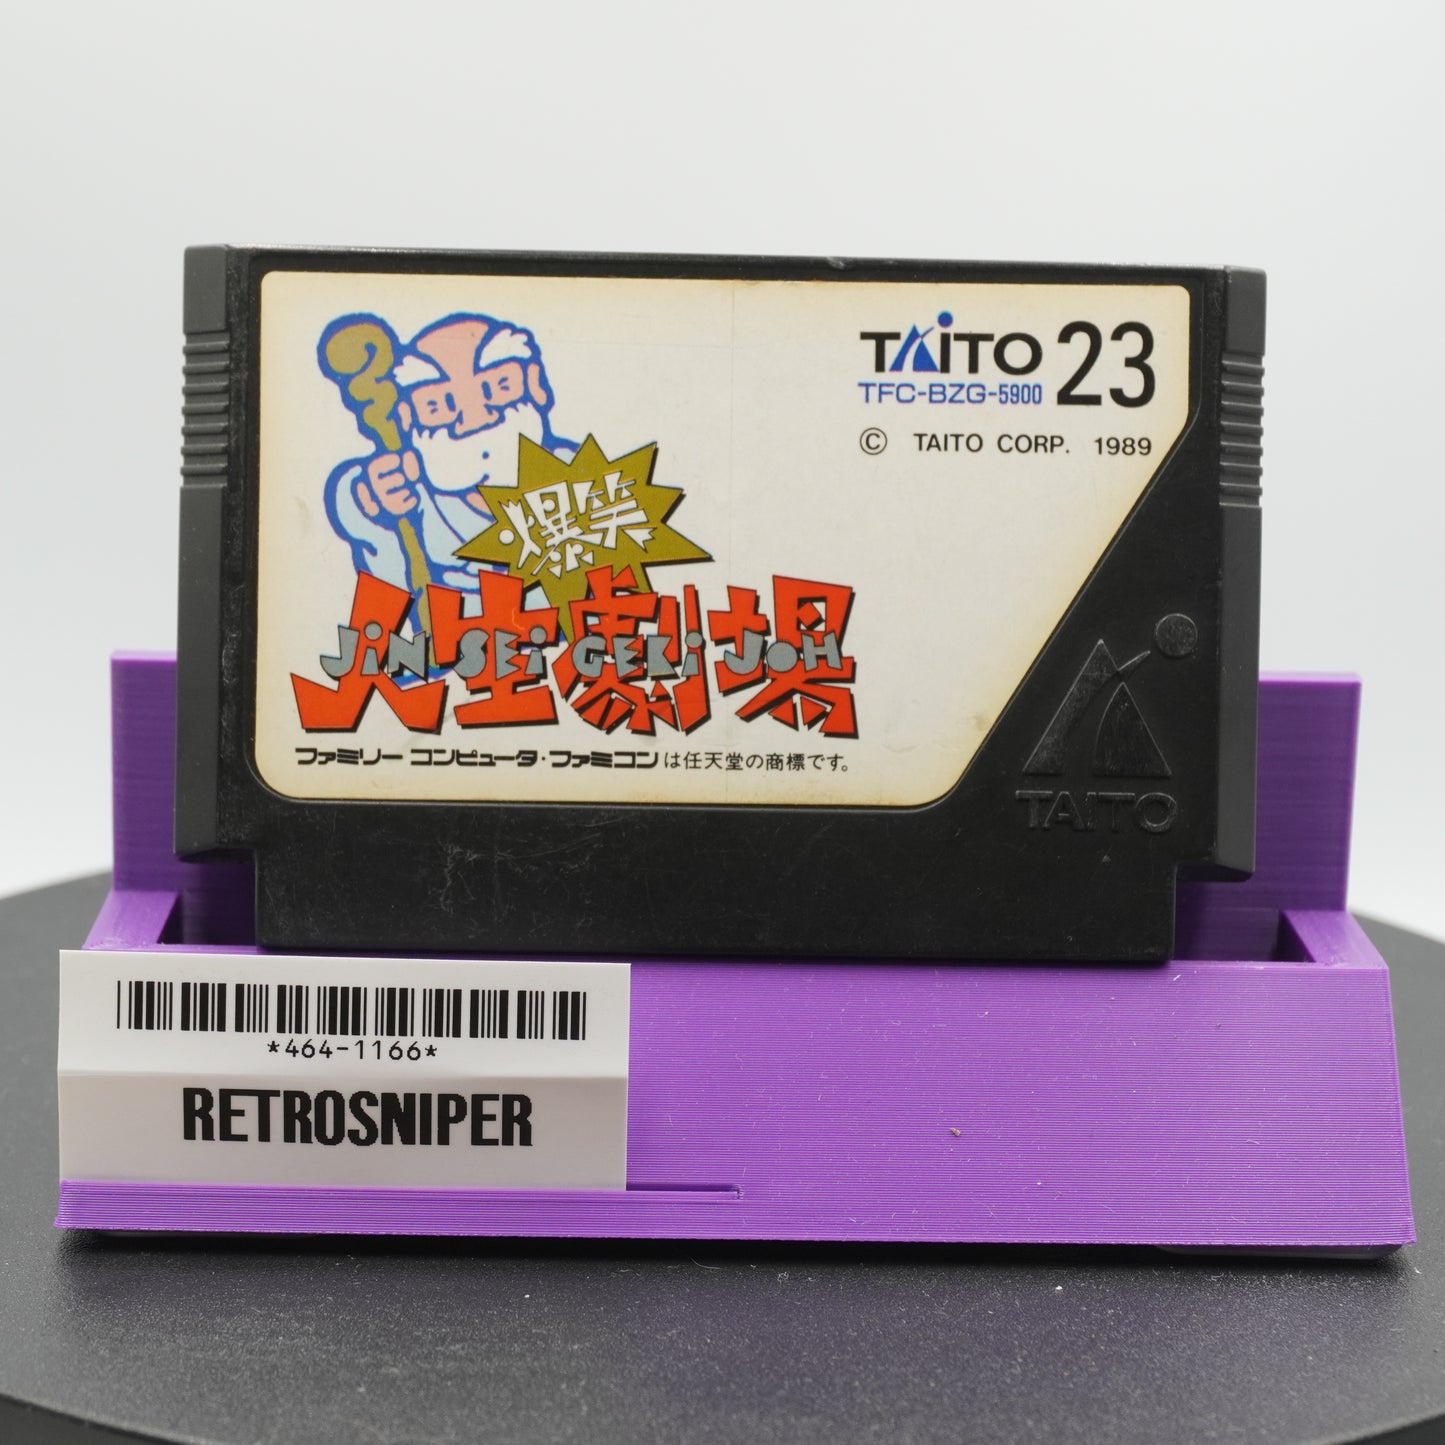 TAITO 23
TFC-BZG-5900
© TAITO CORP. 1989
爆笑
人生劇場
JiN SEi GEKi JOH
ファミリー コンピュータ・ファミコンは任天堂の商標です。
TAITO
*464-1166*
RETROSNIPER